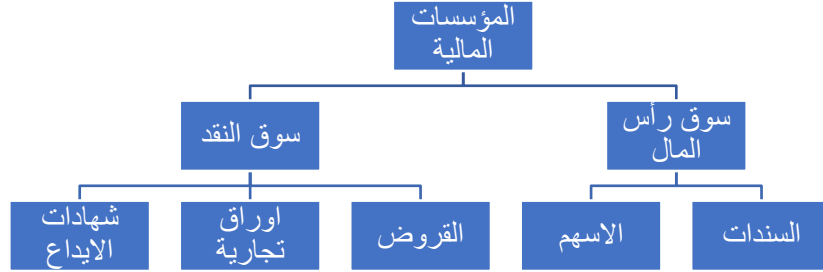 المؤسسات
المالية
سوق رأس
المال
سوق النقد
السندات
الاسهم
القروض
اوراق
تجارية
شهادات
الايداع